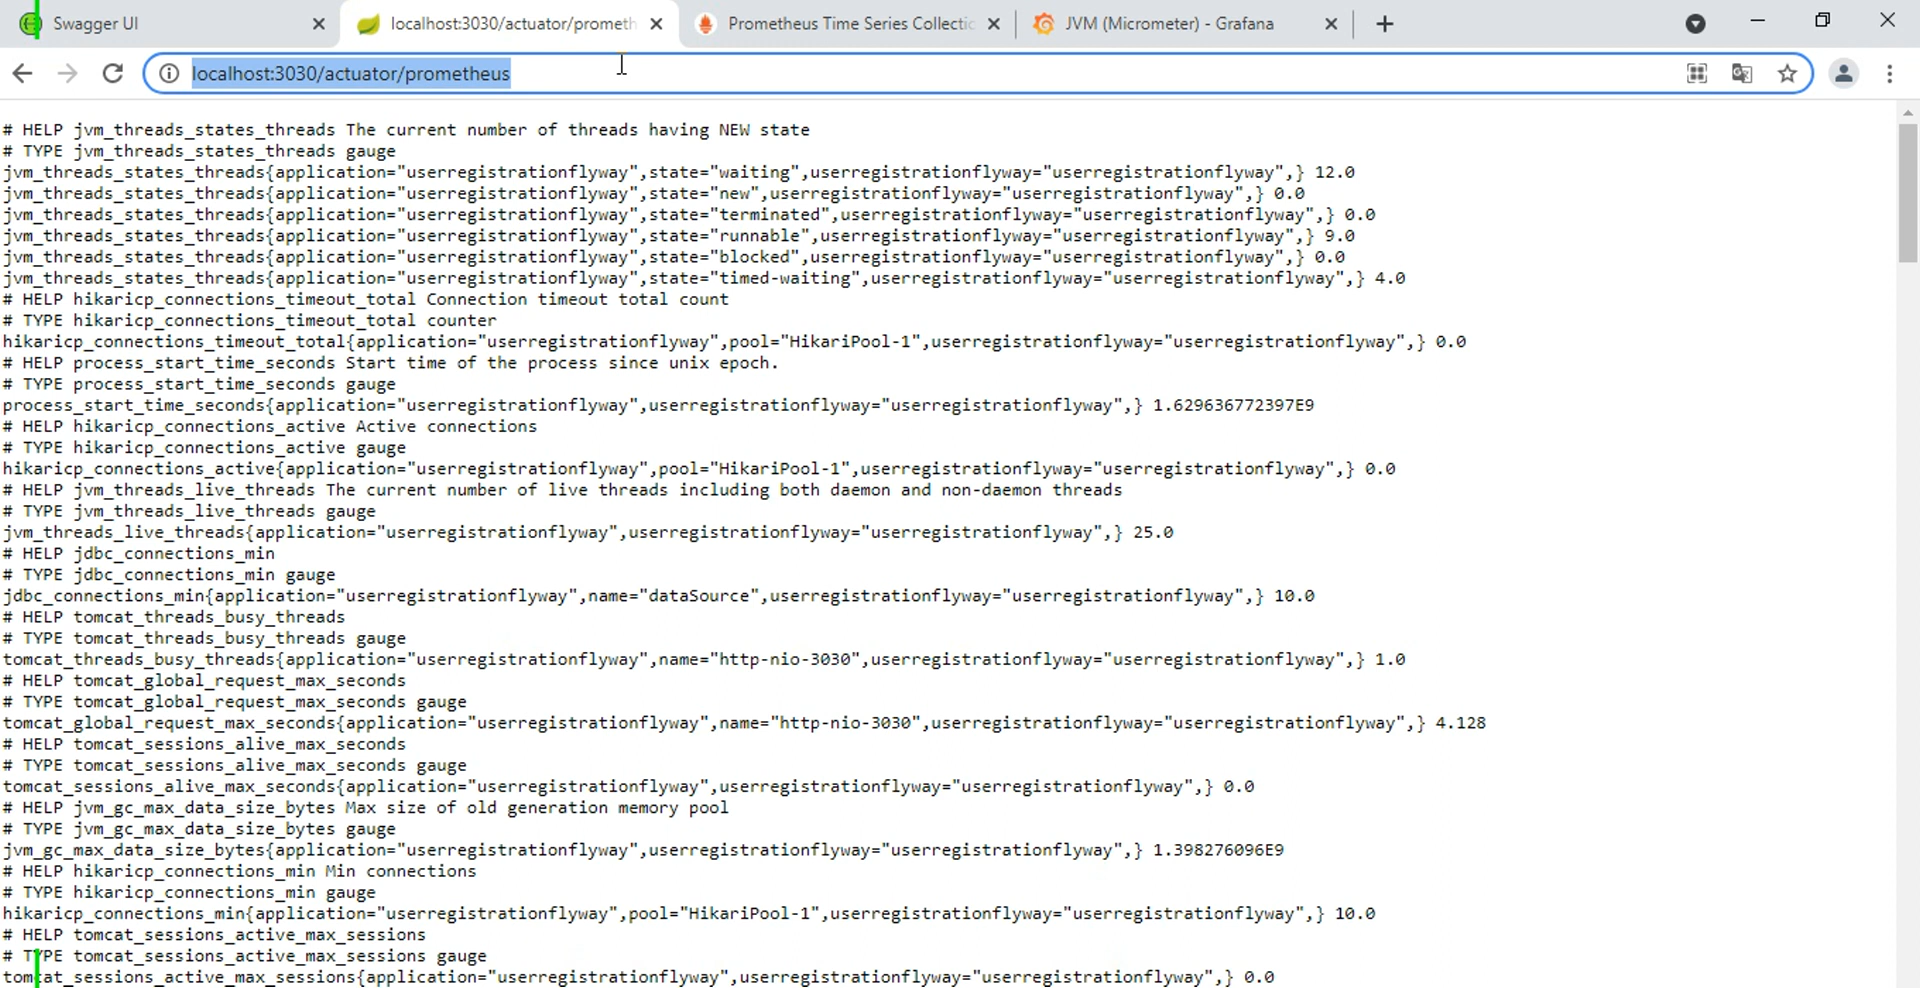 Swagger UI
localhost:3030/actuator/prometh
Prometheus Time Series Collectic
JVM (Micrometer) - Grafana
localhost:3030/actuator/prometheus
# HELP jvm_threads_states_threads The current number of threads having NEW state
# TYPE jvm_threads_states_threads gauge
jvm_threads_states_threads{application="userregistrationflyway",state="waiting",userregistrationflyway="userregistrationflyway",} 12.0
jvm_threads_states_threads{application="userregistrationflyway",state="new",userregistrationflyway="userregistrationflyway",} 0.0
jvm_threads_states_threads{application="userregistrationflyway",state="terminated",userregistrationflyway="userregistrationflyway",} 0.0
jvm_threads_states_threads{application="userregistrationflyway",state="runnable",userregistrationflyway="userregistrationflyway",} 9.0
jvm_threads_states_threads{application="userregistrationflyway",state="blocked",userregistrationflyway="userregistrationflyway",} 0.0
jvm_threads_states_threads{application="userregistrationflyway",state="timed-waiting",userregistrationflyway="userregistrationflyway",} 4.0
# HELP hikaricp_connections_timeout_total Connection timeout total count
# TYPE hikaricp_connections_timeout_total counter
hikaricp_connections_timeout_total{application="userregistrationflyway",pool="HikariPool-1",userregistrationflyway="userregistrationflyway",} 0.0
# HELP process_start_time_seconds Start time of the process since unix epoch.
# TYPE process_start_time_seconds gauge
process_start_time_seconds{application="userregistrationflyway",userregistrationflyway="userregistrationflyway",} 1.629636772397E9
# HELP hikaricp_connections_active Active connections
# TYPE hikaricp_connections_active gauge
hikaricp_connections_active{application="userregistrationflyway",pool="HikariPool-1",userregistrationflyway="userregistrationflyway",} 0.0
# HELP jvm_threads_live_threads The current number of live threads including both daemon and non-daemon threads
# TYPE jvm_threads_live_threads gauge
jvm_threads_live_threads{application="userregistrationflyway",userregistrationflyway="userregistrationflyway",} 25.0
# HELP jdbc_connections_min
# TYPE jdbc_connections_min gauge
jdbc_connections_min{application="userregistrationflyway",name="dataSource",userregistrationflyway="userregistrationflyway",} 10.0
# HELP tomcat_threads_busy_threads
# TYPE tomcat_threads_busy_threads gauge
tomcat_threads_busy_threads{application="userregistrationflyway",name="http-nio-3030",userregistrationflyway="userregistrationflyway",} 1.0
# HELP tomcat_global_request_max_seconds
# TYPE tomcat_global_request_max_seconds gauge
tomcat_global_request_max_seconds{application="userregistrationflyway",name="http-nio-3030",userregistrationflyway="userregistrationflyway",} 4.128
# HELP tomcat_sessions_alive_max_seconds
# TYPE tomcat_sessions_alive_max_seconds gauge
tomcat_sessions_alive_max_seconds{application="userregistrationflyway",userregistrationflyway="userregistrationflyway",} 0.0
# HELP jvm_gc_max_data_size_bytes Max size of old generation memory pool
# TYPE jvm_gc_max_data_size_bytes gauge
jvm_gc_max_data_size_bytes{application="userregistrationflyway",userregistrationflyway="userregistrationflyway",} 1.398276096E9
# HELP hikaricp_connections_min Min connections
# TYPE hikaricp_connections_min gauge
hikaricp_connections_min{application="userregistrationflyway",pool="HikariPool-1",userregistrationflyway="userregistrationflyway",} 10.0
# HELP tomcat_sessions_active_max_sessions
# TYPE tomcat_sessions_active_max_sessions gauge
tomcat_sessions_active_max_sessions{application="userregistrationflyway",userregistrationflyway="userregistrationflyway",} 0.0